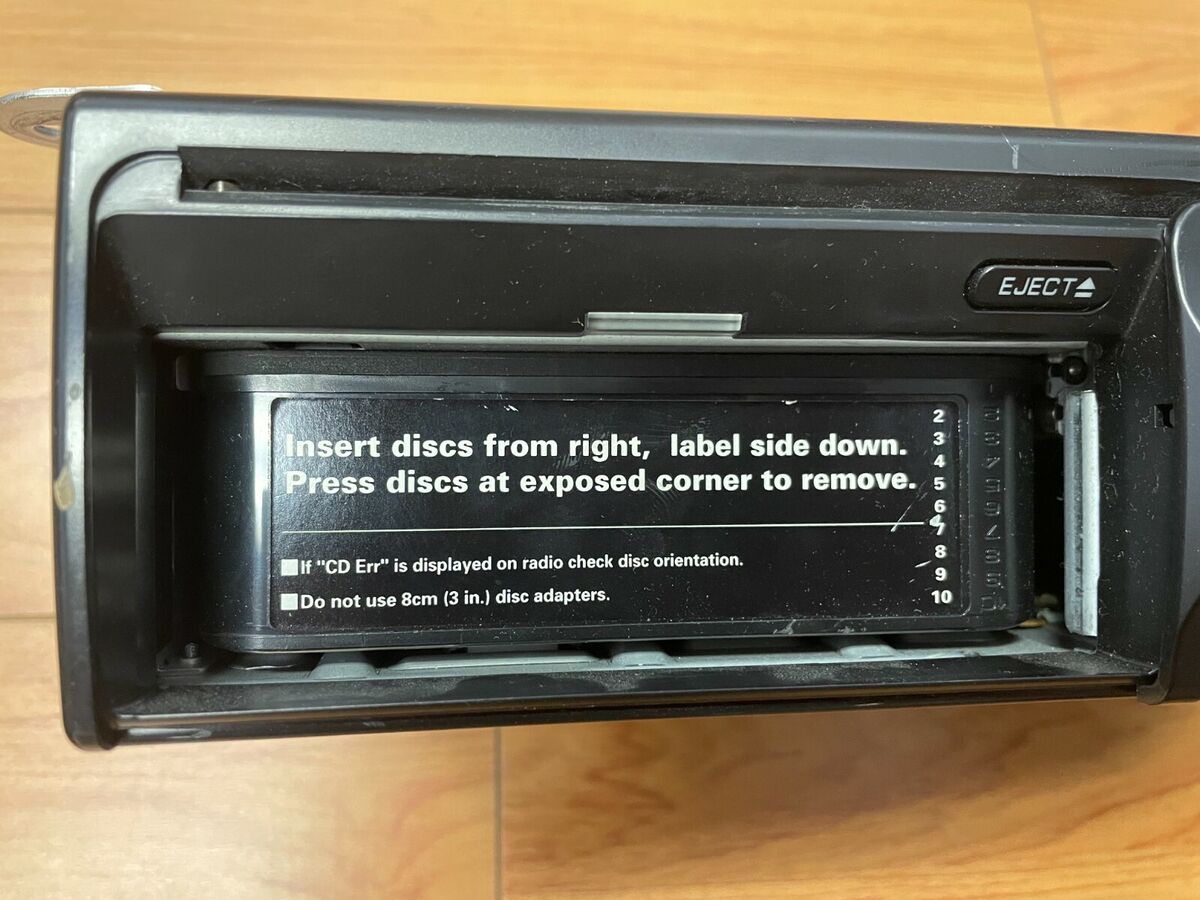 EJECT
Insert discs from right, label side down.
Press discs at exposed corner to remove.
If "CD Err" is displayed on radio check disc orientation.
Do not use 8cm (3 in.) disc adapters.
2
3
4
5
6
7
8
9
10